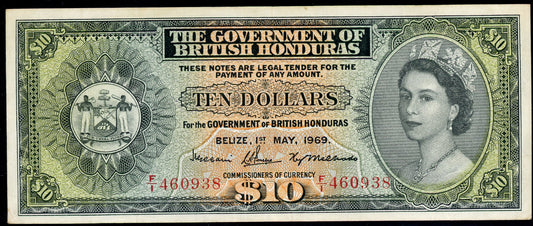 $10
$10
THE GOVERNMENT OF
BRITISH HONDURAS
THESE NOTES ARE LEGAL TENDER FOR THE
PAYMENT OF ANY AMOUNT.
TEN DOLLARS
For the GOVERNMENT OF BRITISH HONDURAS
BELIZE, 1ST MAY, 1969.
F/1 460938
F/1 460938
COMMISSIONERS OF CURRENCY
$10
$10
$10